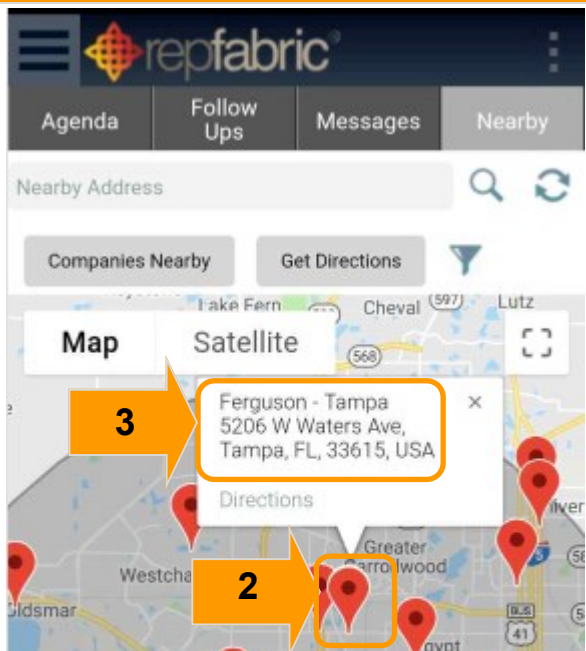 repfabric®
Agenda
Follow
Ups
Messages
Nearby
Nearby Address
Companies Nearby
Get Directions
Lake Fern
Cheval
597
Lutz
Map
Satellite
568
3
Ferguson - Tampa
5206 W Waters Ave,
Tampa, FL, 33615, USA
×
Directions
Greater
Carrollwood
Westcha
2
Oldsmar
BUS
41